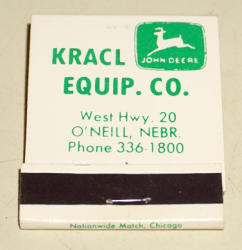 KRACL
JOHN DEERE
EQUIP. CO.
West Hwy. 20
O'NEILL, NEBR.
Phone 336-1800
Nationwide Match, Chicago